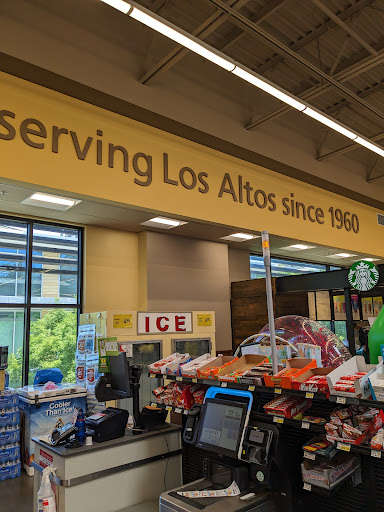 serving Los Altos since 1960
ICE
Cooler
Than Ice